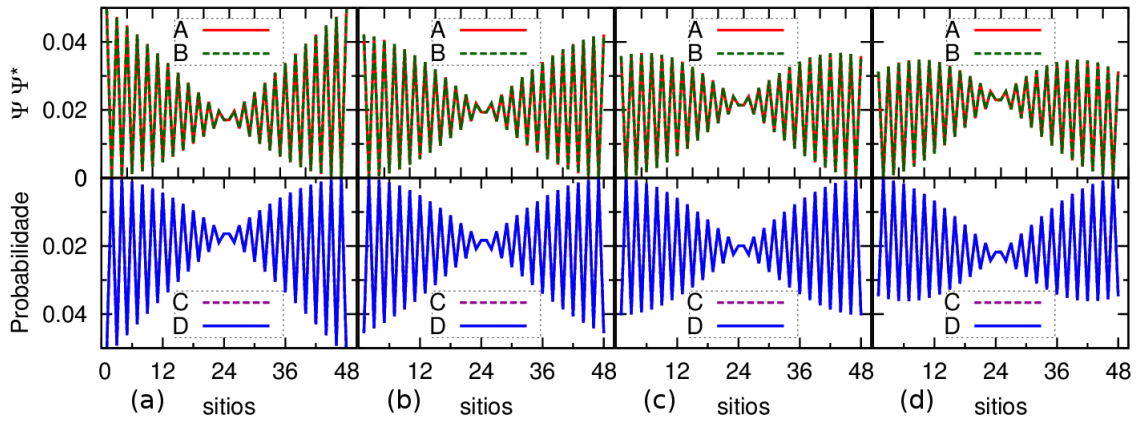 Ψ Ψ*
0.04
0.02
0
A
B
A
B
A
B
A
B
Probabilidade
0.02
0.04
C
D
C
D
C
D
C
D
0 12 24 36 48 12 24 36 48 12 24 36 48 12 24 36 48
(a) sitios (b) sitios (c) sitios (d) sitios